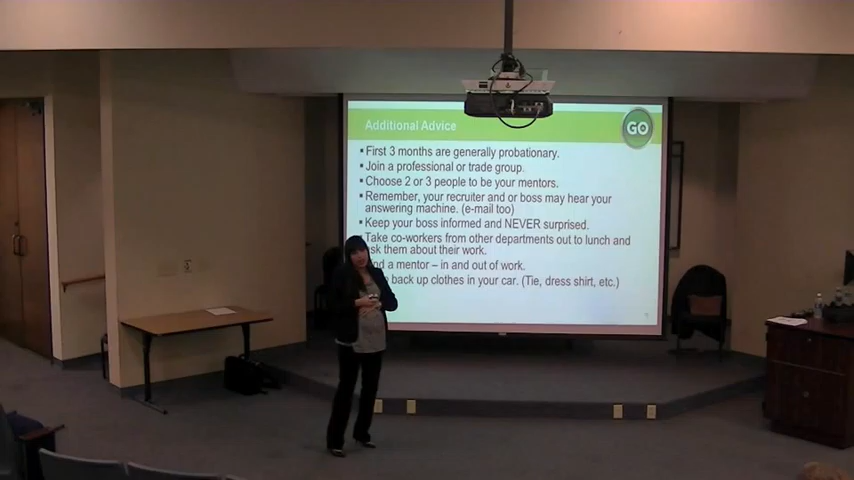 Additional Advice
GO
▪ First 3 months are generally probationary.
▪ Join a professional or trade group.
▪ Choose 2 or 3 people to be your mentors.
▪ Remember, your recruiter and or boss may hear your
answering machine. (e-mail too)
▪ Keep your boss informed and NEVER surprised.
Take co-workers from other departments out to lunch and
them about their work.
a mentor – in and out of work.
back up clothes in your car. (Tie, dress shirt, etc.)